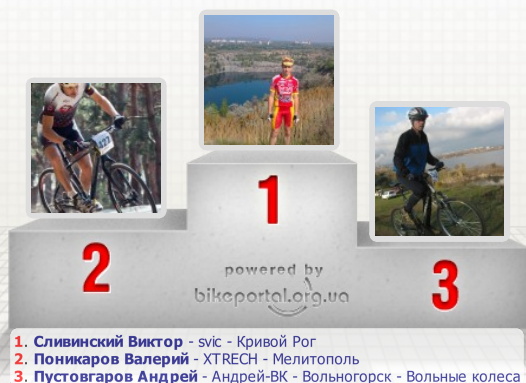 1
2
3
powered by
bikeportal.org.ua
1. Сливинский Виктор - svic - Кривой Рог
2. Поникаров Валерий - XTRECH - Мелитополь
3. Пустовгаров Андрей - Андрей-ВК - Вольногорск - Вольные колеса